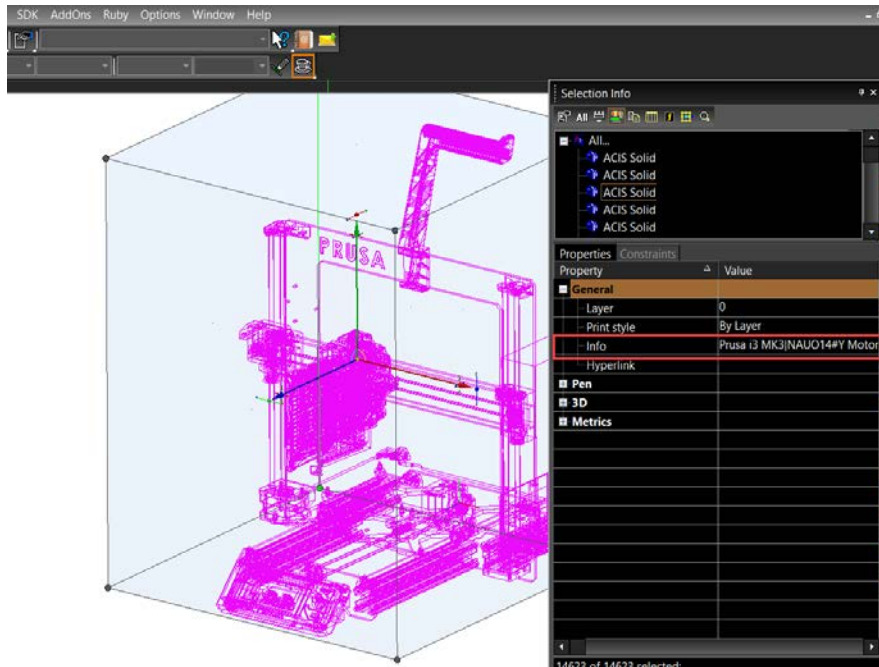 SDK AddOns Ruby Options Window Help
Selection Info
All
All...
ACIS Solid
ACIS Solid
ACIS Solid
ACIS Solid
ACIS Solid
Properties Constraints
Property Value
General
Layer 0
Print style By Layer
Info Prusa i3 MK3|NAUO14#Y Motor
Hyperlink
Pen
3D
Metrics
PRUSA
14623 of 14623 selected: